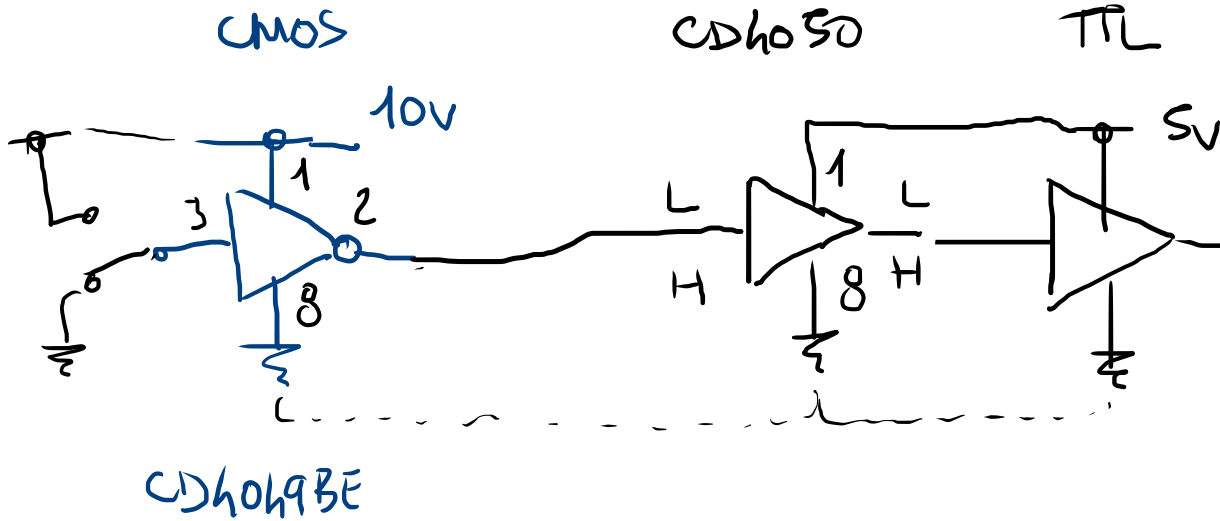 CMOS CD4050 TTL
10V 5V
1 1
3 2 L L
H H
8 8
CD4049BE